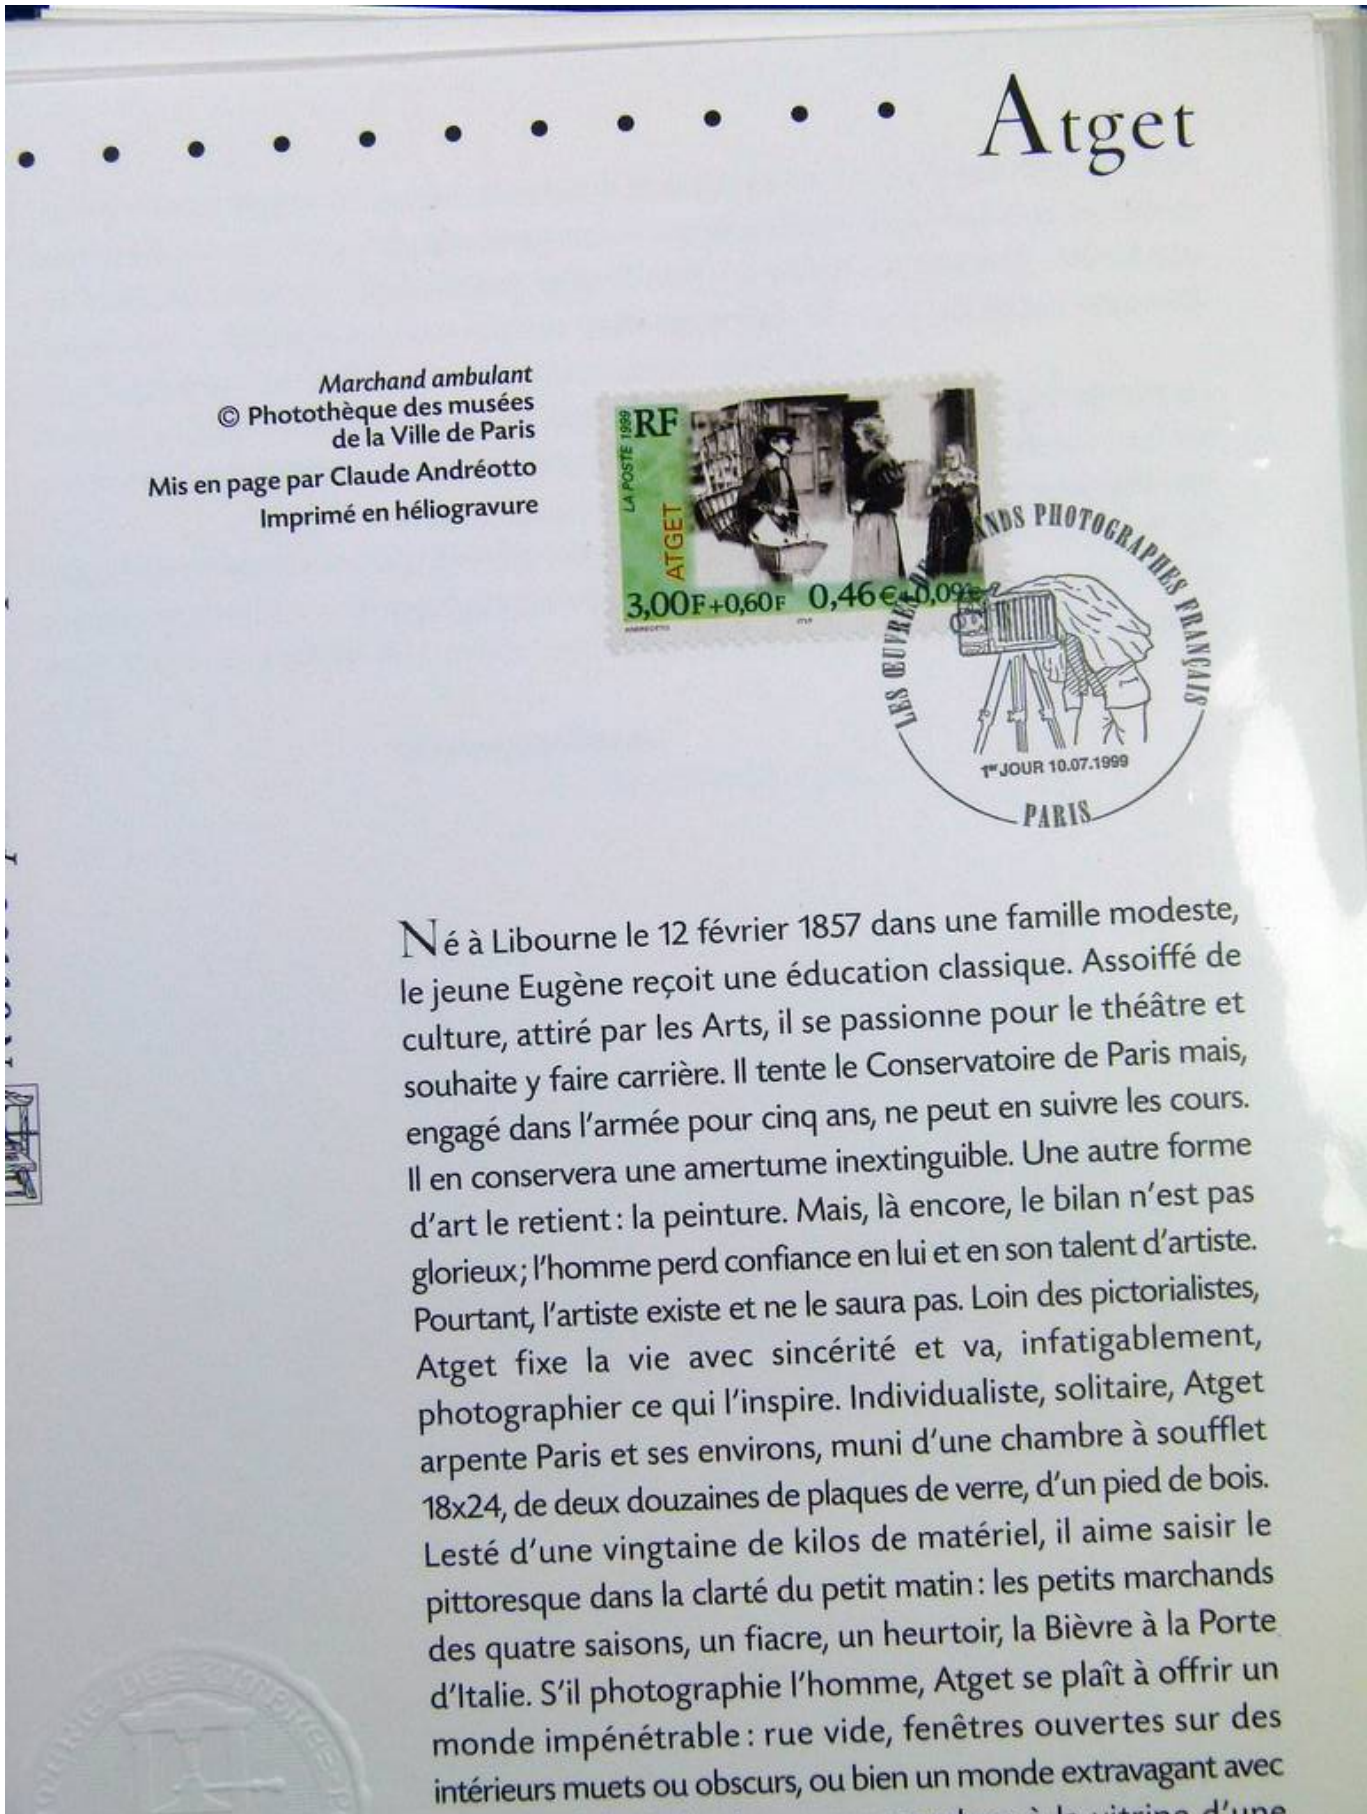 Atget
Marchand ambulant
© Photothèque des musées
de la Ville de Paris
Mis en page par Claude Andréotto
Imprimé en héliogravure
LA POSTE 1999
RF
ATGET
3,00F+0,60F 0,46€+0,09€
LES ŒUVRES DE GRANDS PHOTOGRAPHES FRANÇAIS
1er JOUR 10.07.1999
PARIS
Né à Libourne le 12 février 1857 dans une famille modeste,
le jeune Eugène reçoit une éducation classique. Assoiffé de
culture, attiré par les Arts, il se passionne pour le théâtre et
souhaite y faire carrière. Il tente le Conservatoire de Paris mais,
engagé dans l'armée pour cinq ans, ne peut en suivre les cours.
Il en conservera une amertume inextinguible. Une autre forme
d'art le retient : la peinture. Mais, là encore, le bilan n'est pas
glorieux ; l'homme perd confiance en lui et en son talent d'artiste.
Pourtant, l'artiste existe et ne le saura pas. Loin des pictorialistes,
Atget fixe la vie avec sincérité et va, infatigablement,
photographier ce qui l'inspire. Individualiste, solitaire, Atget
arpente Paris et ses environs, muni d'une chambre à soufflet
18x24, de deux douzaines de plaques de verre, d'un pied de bois.
Lesté d'une vingtaine de kilos de matériel, il aime saisir le
pittoresque dans la clarté du petit matin : les petits marchands
des quatre saisons, un fiacre, un heurtoir, la Bièvre à la Porte
d'Italie. S'il photographie l'homme, Atget se plaît à offrir un
monde impénétrable : rue vide, fenêtres ouvertes sur des
intérieurs muets ou obscurs, ou bien un monde extravagant avec
à la vitrine d'une